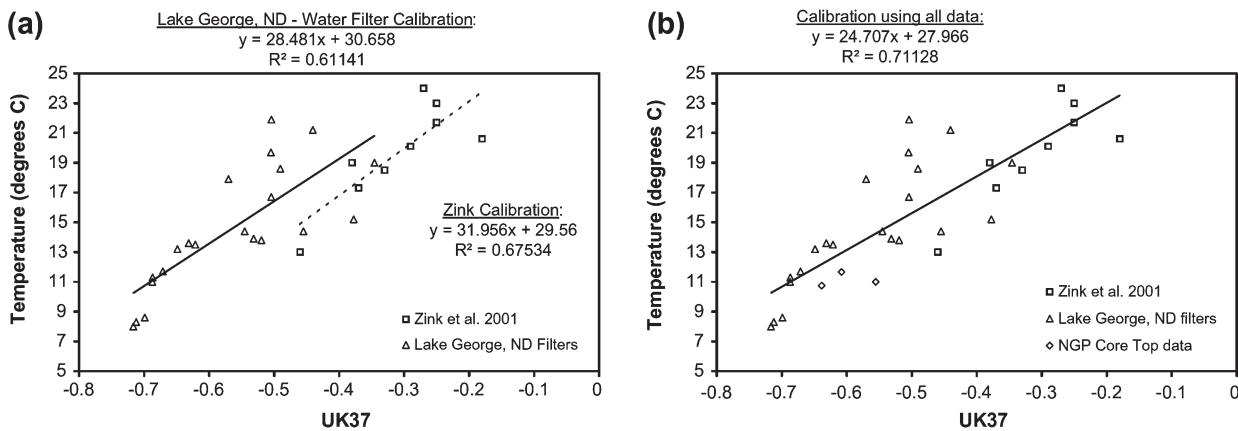 (a)
Lake George, ND - Water Filter Calibration:
y = 28.481x + 30.658
R² = 0.61141
Temperature (degrees C)
25
23
21
19
17
15
13
11
9
7
5
Zink Calibration:
y = 31.956x + 29.56
R² = 0.67534
Zink et al. 2001
Lake George, ND Filters
-0.8 -0.7 -0.6 -0.5 -0.4 -0.3 -0.2 -0.1 0
UK37
(b)
Calibration using all data:
y = 24.707x + 27.966
R² = 0.71128
Temperature (degrees C)
25
23
21
19
17
15
13
11
9
7
5
Zink et al. 2001
Lake George, ND filters
NGP Core Top data
-0.8 -0.7 -0.6 -0.5 -0.4 -0.3 -0.2 -0.1 0
UK37